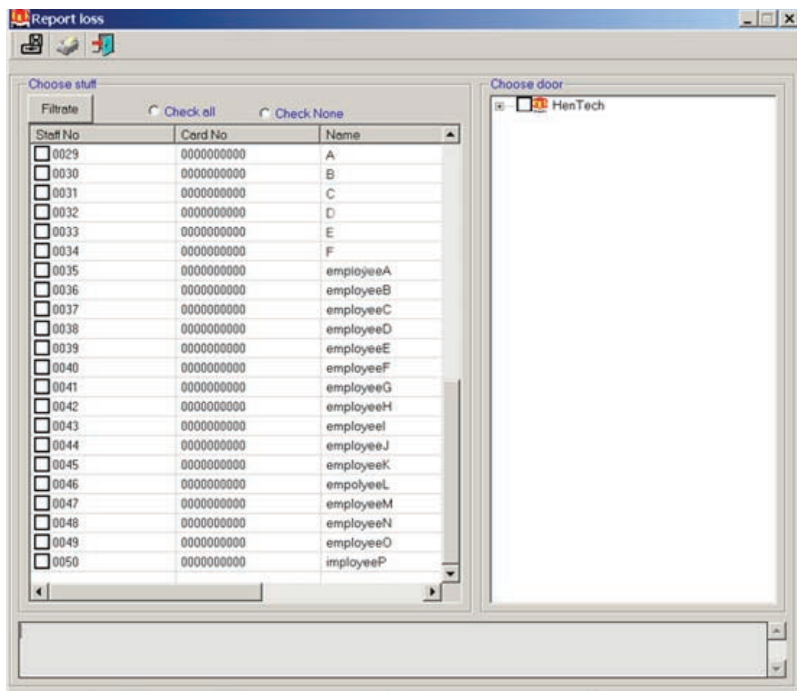 Report loss
Choose stuff
Filtrate Check all Check None
Staff No Card No Name
0029 0000000000 A
0030 0000000000 B
0031 0000000000 C
0032 0000000000 D
0033 0000000000 E
0034 0000000000 F
0035 0000000000 employeeA
0036 0000000000 employeeB
0037 0000000000 employeeC
0038 0000000000 employeeD
0039 0000000000 employeeE
0040 0000000000 employeeF
0041 0000000000 employeeG
0042 0000000000 employeeH
0043 0000000000 employeeI
0044 0000000000 employeeJ
0045 0000000000 employeeK
0046 0000000000 empolyeeL
0047 0000000000 employeeM
0048 0000000000 employeeN
0049 0000000000 employeeO
0050 0000000000 imployeeP
Choose door
HenTech